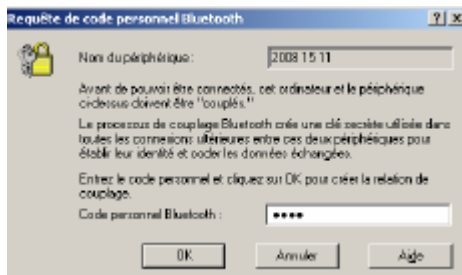 Requête de code personnel Bluetooth
Nom du périphérique :
2008 15 11
Avant de pouvoir être connectés, cet ordinateur et le périphérique
ci-dessus doivent être "couplés."
Le processus de couplage Bluetooth crée une clé secrète utilisée dans
toutes les connexions ultérieures entre ces deux périphériques pour
établir leur identité et coder les données échangées.
Entrez le code personnel et cliquez sur OK pour créer la relation de
couplage.
Code personnel Bluetooth :
••••
OK
Annuler
Aide